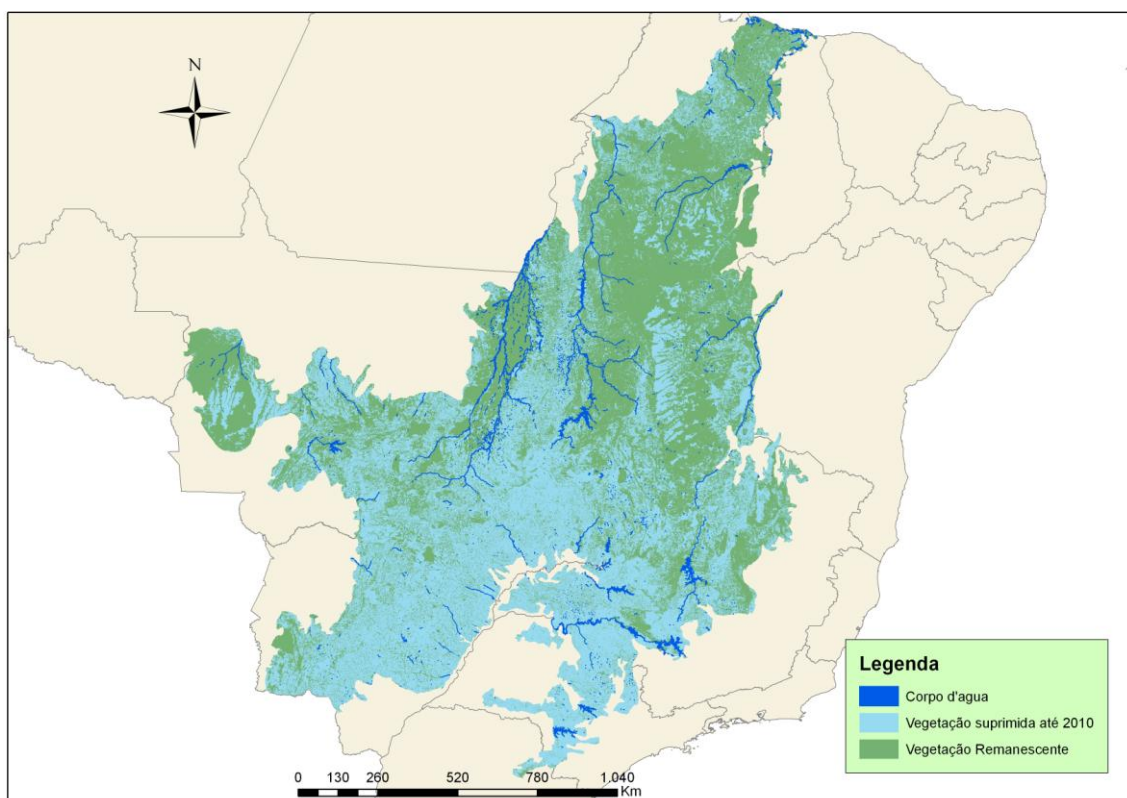 N
Legenda
Corpo d'agua
Vegetação suprimida até 2010
Vegetação Remanescente
0 130 260 520 780 1.040
Km